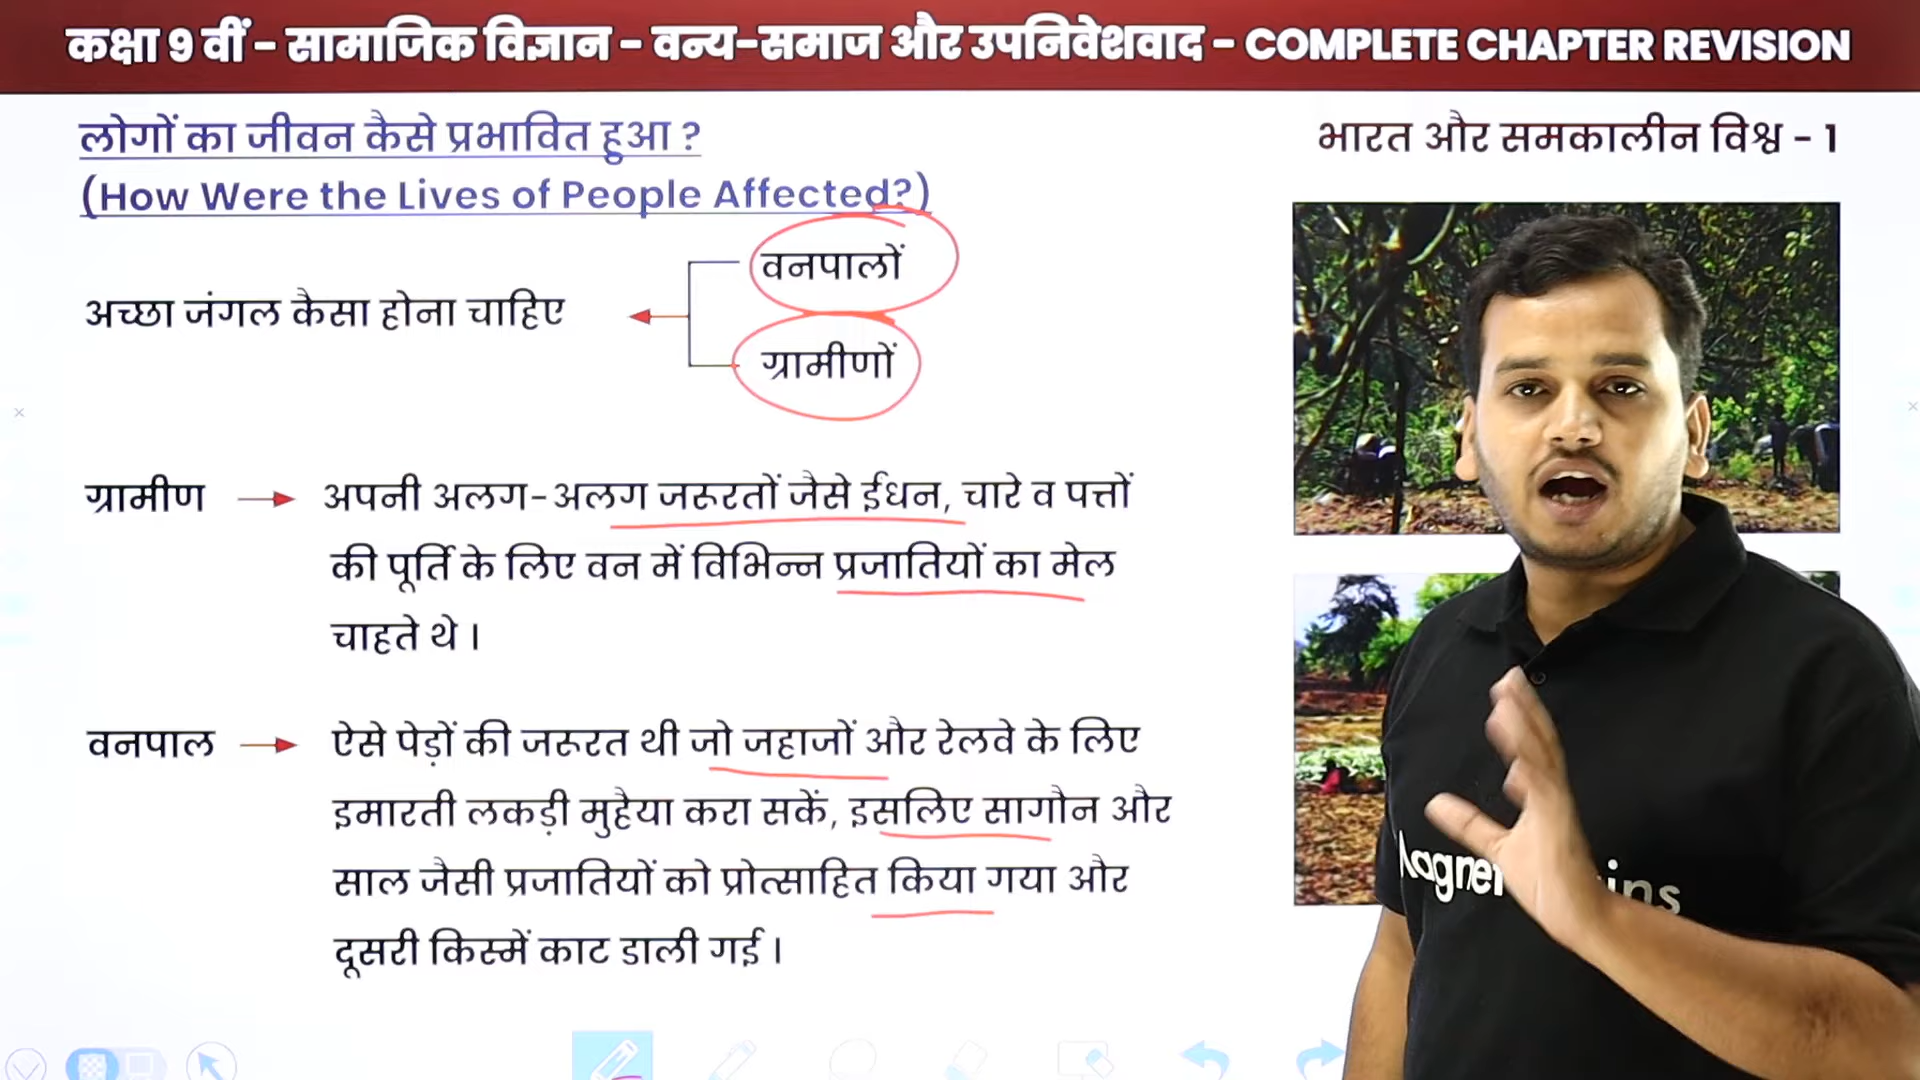 कक्षा 9 वीं - सामाजिक विज्ञान - वन्य-समाज और उपनिवेशवाद - COMPLETE CHAPTER REVISION
लोगों का जीवन कैसे प्रभावित हुआ ?
(How Were the Lives of People Affected?)
भारत और समकालीन विश्व - 1
वनपालों
अच्छा जंगल कैसा होना चाहिए
ग्रामीणों
ग्रामीण
अपनी अलग-अलग जरूरतों जैसे ईधन, चारे व पत्तों
की पूर्ति के लिए वन में विभिन्न प्रजातियों का मेल
चाहते थे ।
वनपाल
ऐसे पेड़ों की जरूरत थी जो जहाजों और रेलवे के लिए
इमारती लकड़ी मुहैया करा सकें, इसलिए सागौन और
साल जैसी प्रजातियों को प्रोत्साहित किया गया और
दूसरी किस्में काट डाली गई ।